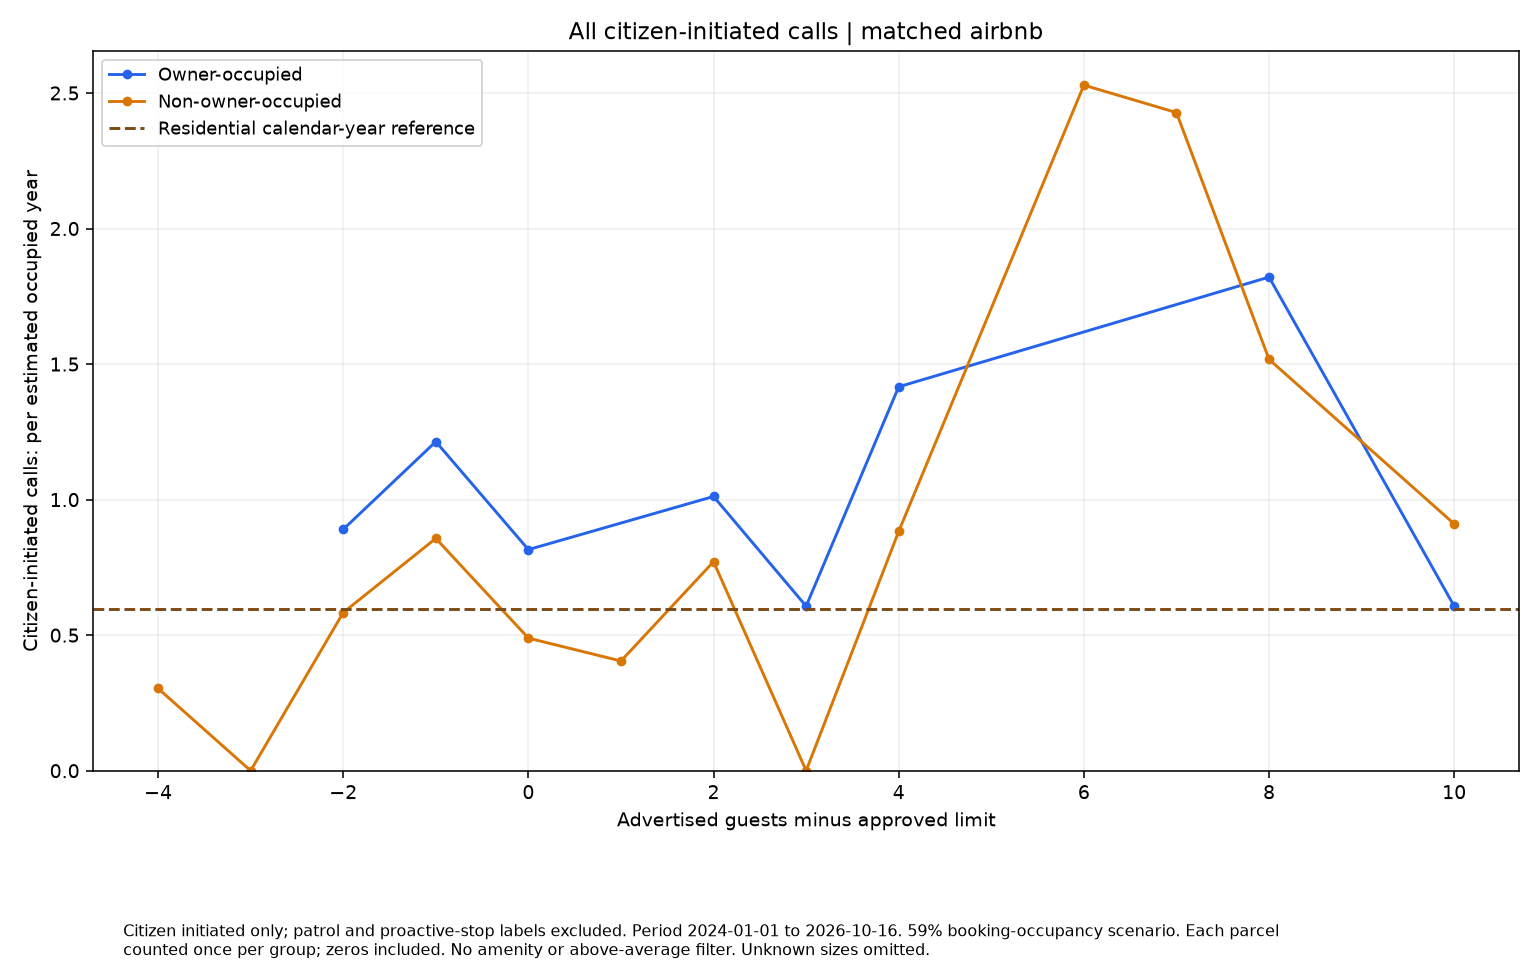 All citizen-initiated calls | matched airbnb
Owner-occupied
Non-owner-occupied
Residential calendar-year reference
Citizen-initiated calls: per estimated occupied year
2.5
2.0
1.5
1.0
0.5
0.0
−4
−2
0
2
4
6
8
10
Advertised guests minus approved limit
Citizen initiated only; patrol and proactive-stop labels excluded. Period 2024-01-01 to 2026-10-16. 59% booking-occupancy scenario. Each parcel
counted once per group; zeros included. No amenity or above-average filter. Unknown sizes omitted.